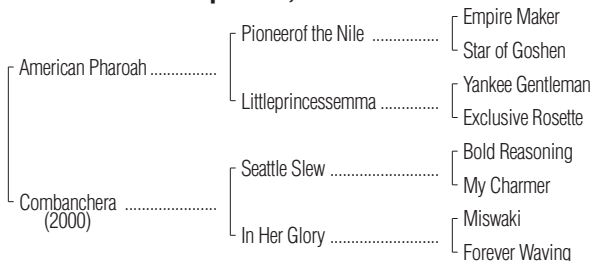 Empire Maker
Pioneerof the Nile ................
Star of Goshen
American Pharoah ................
Yankee Gentleman
Littleprincessemma ..............
Exclusive Rosette
Bold Reasoning
Seattle Slew ..........................
My Charmer
Combanchera ......................
(2000)
Miswaki
In Her Glory ..........................
Forever Waving